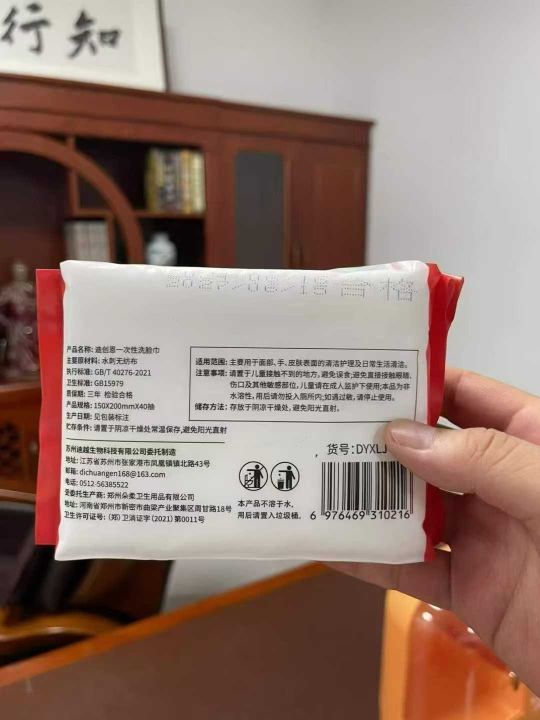 知行
合格
产品名称: 迪创恩一次性洗脸巾
主要原材料: 水刺无纺布
执行标准: GB/T 40276-2021
卫生标准: GB15979
保质期: 三年 检验合格
产品规格: 150X200mmX40抽
生产日期: 见包装标注
贮存条件: 请置于阴凉干燥处常温保存,避免阳光直射
苏州迪越生物科技有限公司委托制造
地址:江苏省苏州市张家港市凤凰镇镇北路43号
邮箱: dichuangen168@163.com
电话: 0512-56385522
受委托生产商: 郑州朵柔卫生用品有限公司
地址:河南省郑州市新密市曲梁产业聚集区周甘路18号
卫生许可证号: (郑) 卫消证字 (2021) 第0011号
适用范围: 主要用于面部、手、皮肤表面的清洁护理及日常生活清洁。
注意事项: 请置于儿童接触不到的地方,避免误食;避免直接接触眼睛、
伤口及其他敏感部位,儿童请在成人监护下使用;本品为非
水溶性,用后请勿投入厕所内;如遇过敏,请停止使用。
储存方法: 存放于阴凉干燥处,避免阳光直射。
货号: DYXLJ
本产品不溶于水,
用后请置入垃圾桶。
6 976469 310216